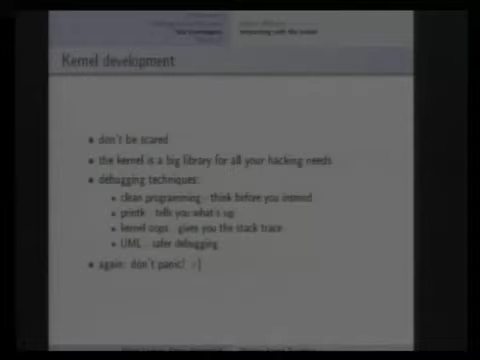 Kernel development
don't be scared
the kernel is a big library for all your hacking needs
debugging techniques:
clean programming - think before you intend
printk - tells you what's up
kernel oops - gives you the stack trace
UML - safer debugging
again: don't panic! :-]